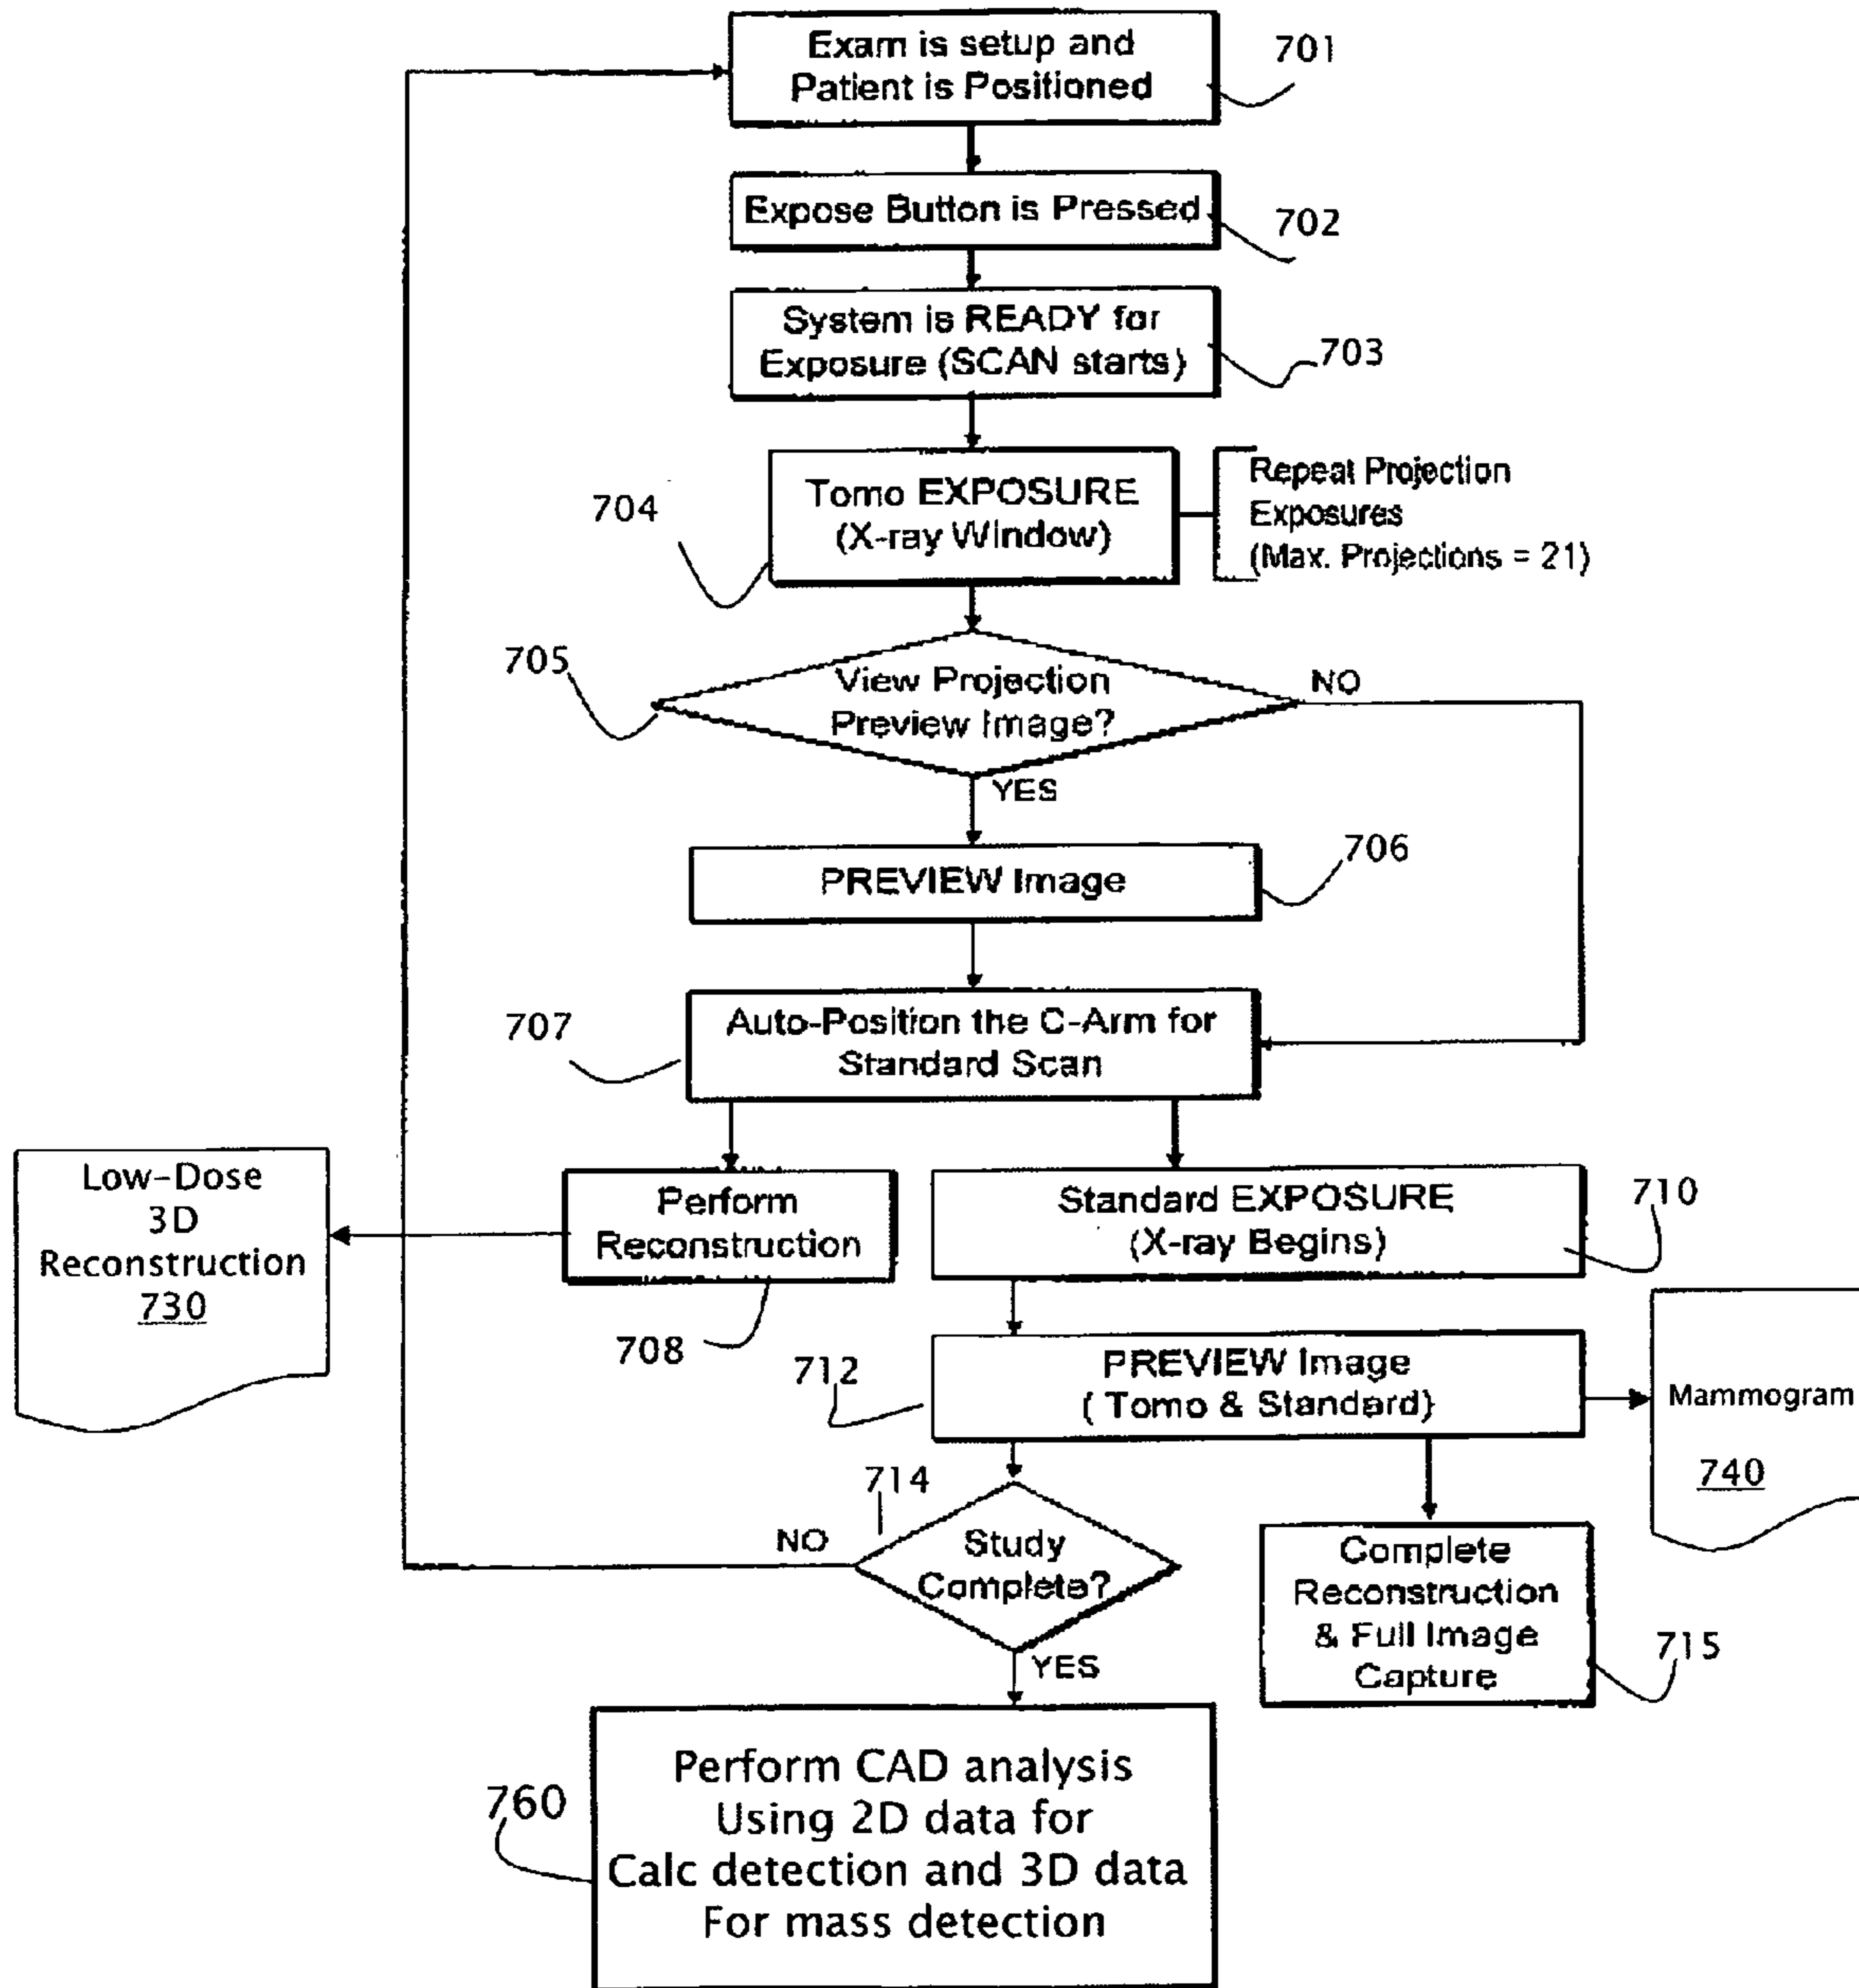 Exam is setup and
Patient is Positioned
701
Expose Button is Pressed
702
System is READY for
Exposure (SCAN starts)
703
Tomo EXPOSURE
(X-ray Window)
704
Repeat Projection
Exposures
(Max. Projections = 21)
705
View Projection
Preview Image?
NO
YES
PREVIEW Image
706
Auto-Position the C-Arm for
Standard Scan
707
Low-Dose
3D
Reconstruction
730
Perform
Reconstruction
708
Standard EXPOSURE
(X-ray Begins)
710
PREVIEW Image
( Tomo & Standard)
712
Mammogram
740
714
NO
Study
Complete?
YES
Complete
Reconstruction
& Full Image
Capture
715
Perform CAD analysis
Using 2D data for
Calc detection and 3D data
For mass detection
760